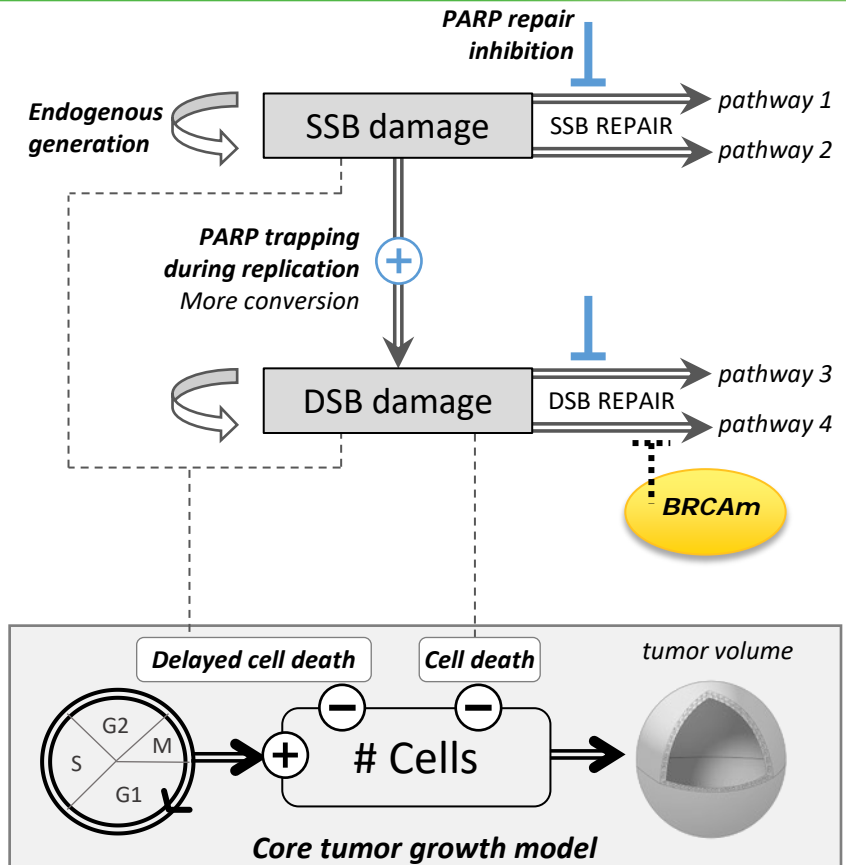 PARP repair
inhibition
Endogenous
generation
SSB damage
SSB REPAIR
pathway 1
pathway 2
PARP trapping
during replication
More conversion
+
DSB damage
DSB REPAIR
pathway 3
pathway 4
BRCAm
Delayed cell death
Cell death
tumor volume
G2
S
M
G1
+
−
−
# Cells
Core tumor growth model